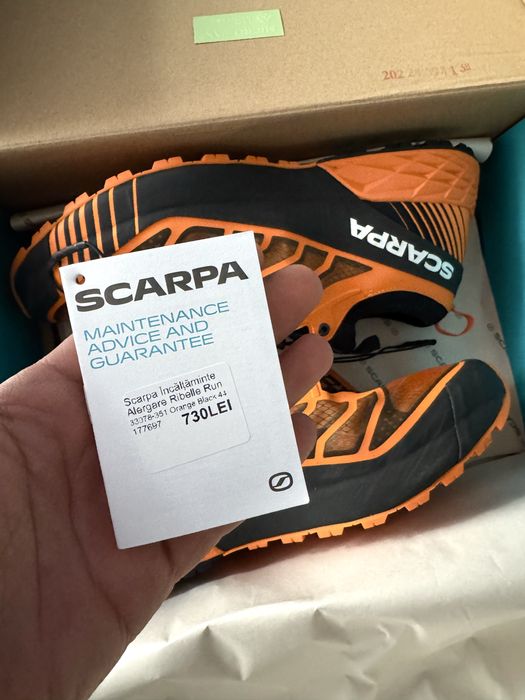 SCARPA
SCARPA
MAINTENANCE
ADVICE AND
GUARANTEE
Scarpa Încălțăminte
Alergare Ribelle Run
33078-351 Orange Black 44
177697
730LEI